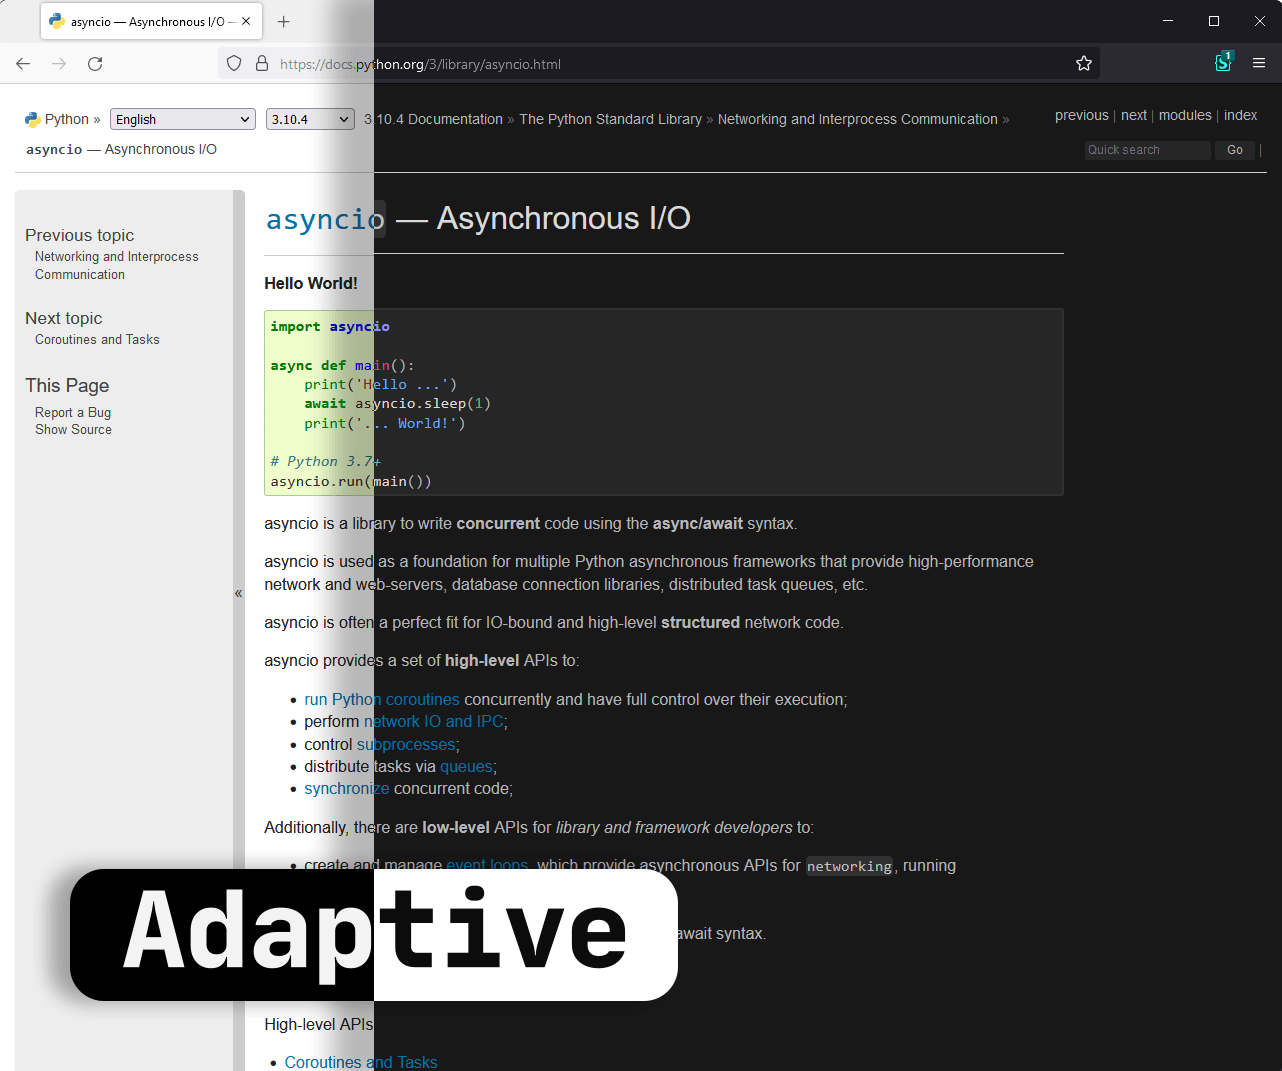 asyncio — Asynchronous I/O —
https://docs.python.org/3/library/asyncio.html
1
Python » English 3.10.4 3.10.4 Documentation » The Python Standard Library » Networking and Interprocess Communication »
previous | next | modules | index
asyncio — Asynchronous I/O
Quick search Go |
Previous topic
Networking and Interprocess
Communication
Next topic
Coroutines and Tasks
This Page
Report a Bug
Show Source
«
asyncio — Asynchronous I/O
Hello World!
import asyncio
async def main():
    print('Hello ...')
    await asyncio.sleep(1)
    print('... World!')
# Python 3.7+
asyncio.run(main())
asyncio is a library to write concurrent code using the async/await syntax.
asyncio is used as a foundation for multiple Python asynchronous frameworks that provide high-performance
network and web-servers, database connection libraries, distributed task queues, etc.
asyncio is often a perfect fit for IO-bound and high-level structured network code.
asyncio provides a set of high-level APIs to:
• run Python coroutines concurrently and have full control over their execution;
• perform network IO and IPC;
• control subprocesses;
• distribute tasks via queues;
• synchronize concurrent code;
Additionally, there are low-level APIs for library and framework developers to:
• create and manage event loops, which provide asynchronous APIs for networking, running
await syntax.
Adaptive
High-level APIs
• Coroutines and Tasks